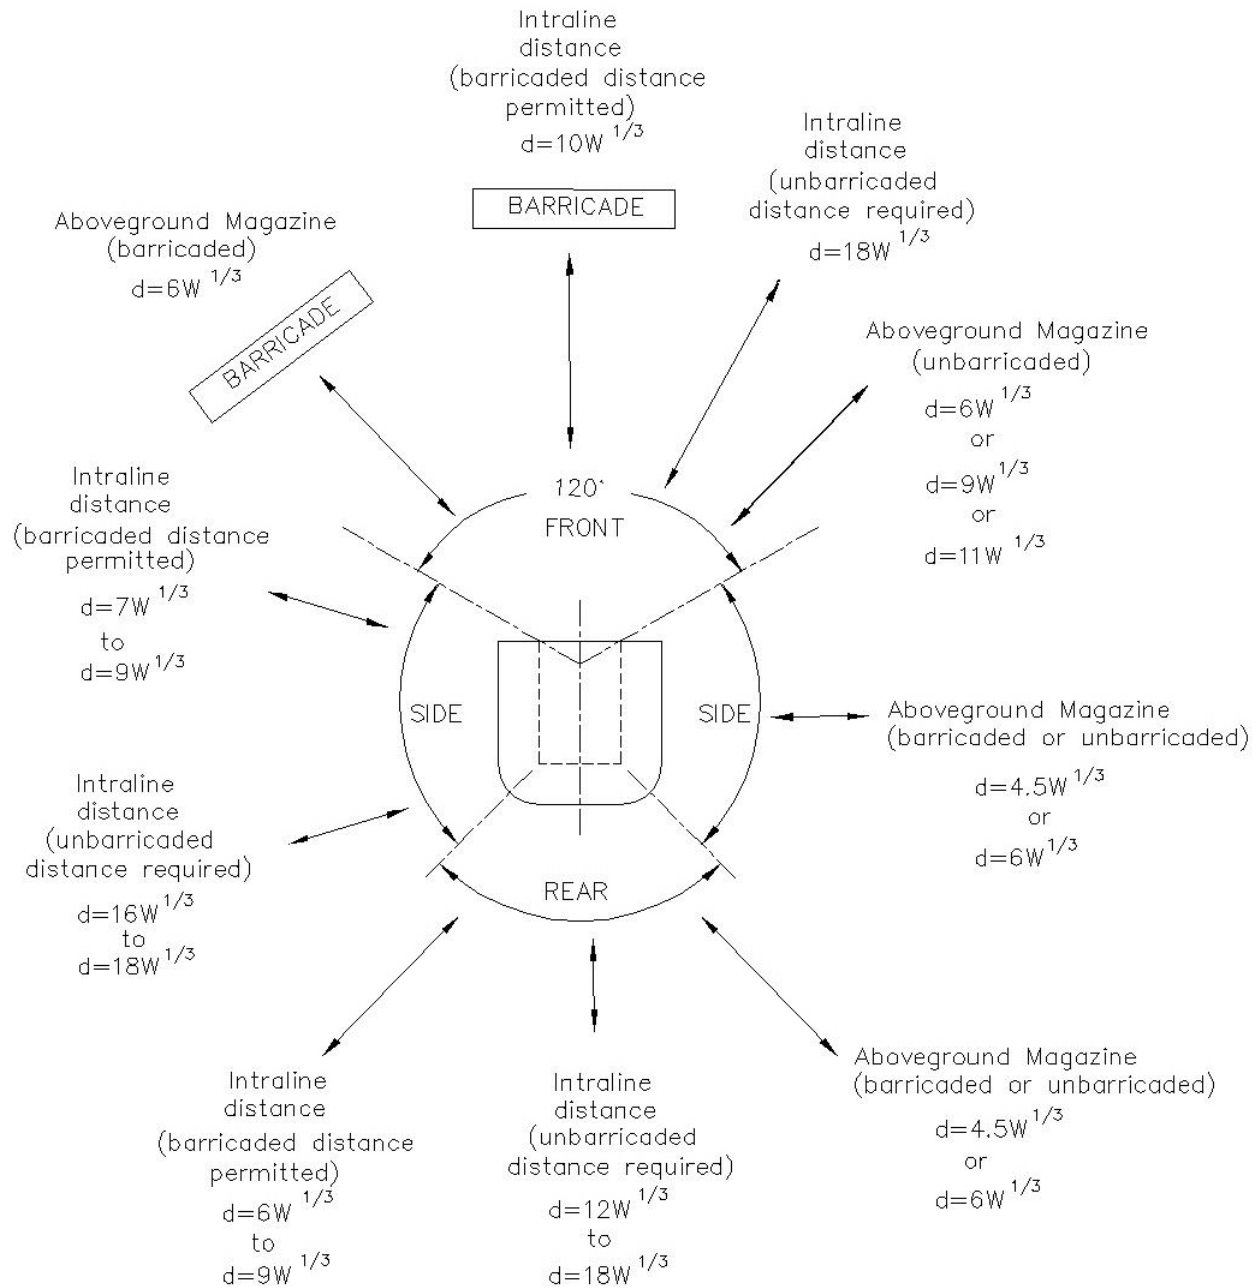 Intraline
distance
(barricaded distance
permitted)
d=10W 1/3
BARRICADE
Intraline
distance
(unbarricaded
distance required)
d=18W 1/3
Aboveground Magazine
(barricaded)
d=6W 1/3
BARRICADE
Aboveground Magazine
(unbarricaded)
d=6W 1/3
or
d=9W 1/3
or
d=11W 1/3
Intraline
distance
(barricaded distance
permitted)
d=7W 1/3
to
d=9W 1/3
120°
FRONT
SIDE
SIDE
Aboveground Magazine
(barricaded or unbarricaded)
d=4.5W 1/3
or
d=6W 1/3
Intraline
distance
(unbarricaded
distance required)
d=16W 1/3
to
d=18W 1/3
REAR
Intraline
distance
(barricaded distance
permitted)
d=6W 1/3
to
d=9W 1/3
Intraline
distance
(unbarricaded
distance required)
d=12W 1/3
to
d=18W 1/3
Aboveground Magazine
(barricaded or unbarricaded)
d=4.5W 1/3
or
d=6W 1/3